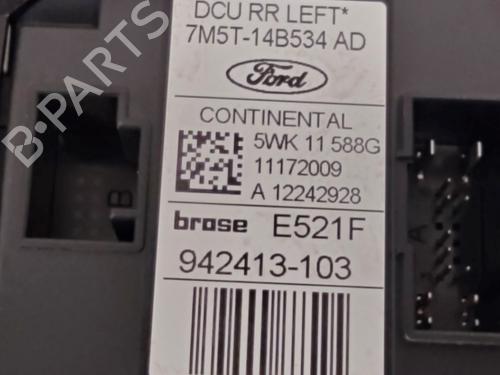 DCU RR LEFT*
7M5T-14B534 AD
Ford
CONTINENTAL
5WK 11 588G
11172009
A 12242928
brose E521F
942413-103
B
A
B-PARTS